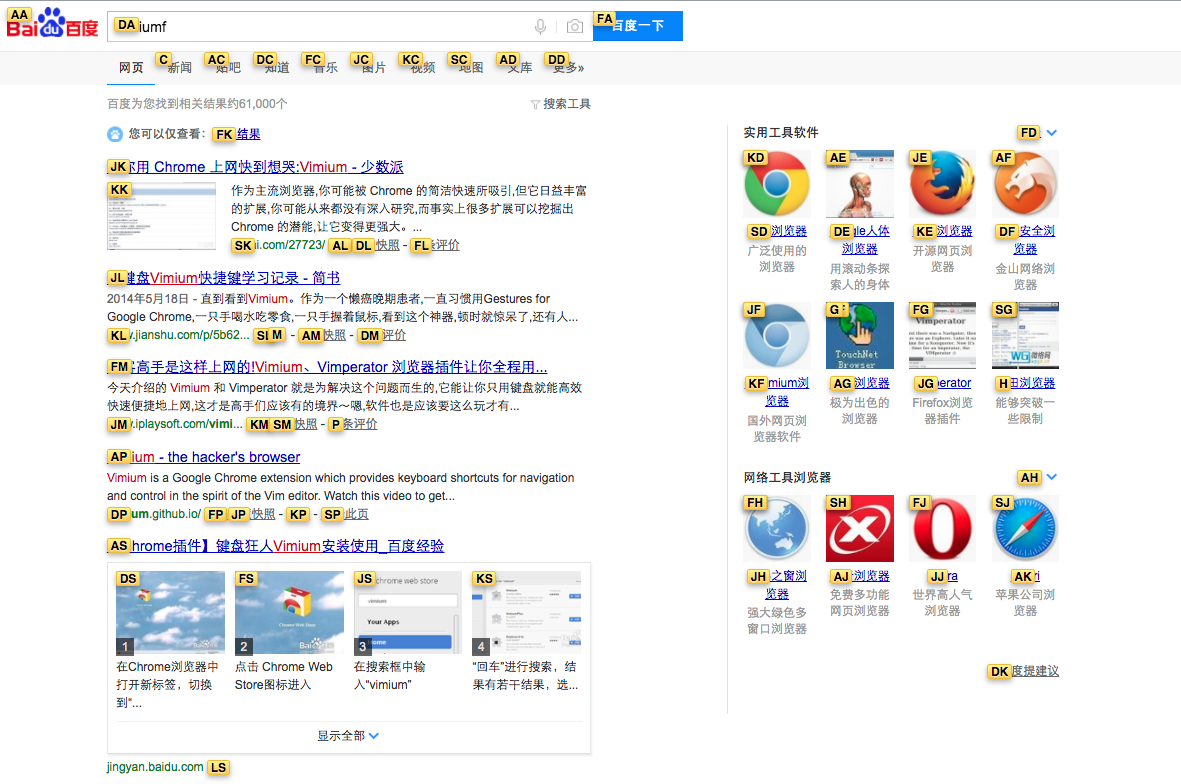 AA Bai du 百度
DA iumf FA 百度一下
网页 C 新闻 AC 贴吧 DC 知道 FC 音乐 JC 图片 KC 视频 SC 地图 AD 文库 DD 更多»
百度为您找到相关结果约61,000个 搜索工具
您可以仅查看: FK 结果
JK 你用 Chrome 上网快到想哭:Vimium - 少数派
KK
作为主流浏览器,你可能被 Chrome 的简洁快速所吸引,但它日益丰富
的扩展,你可能从来都没有深入研究,而事实上很多扩展可以挖掘出
Chrome 的潜能,让它变得更强大。...
SK i.com/27723/ AL DL 快照 - FL 评价
JL 键盘Vimium快捷键学习记录 - 简书
2014年5月18日 - 直到看到Vimium。作为一个懒癌晚期患者,一直习惯用Gestures for
Google Chrome,一只手喝水吃零食,一只手握着鼠标,看到这个神器,顿时就惊呆了,还有人...
KL .jianshu.com/p/5b62... SL M - AM 快照 - DM 评价
FM 高手是这样上网的!Vimium、Vimperator 浏览器插件让你全程用...
今天介绍的 Vimium 和 Vimperator 就是为解决这个问题而生的,它能让你只用键盘就能高效
快速便捷地上网,这才是高手们应该有的境界～嗯,软件也是应该要这么玩才有...
JM .iplaysoft.com/vimi... KM SM 快照 - P 条评价
AP ium - the hacker's browser
Vimium is a Google Chrome extension which provides keyboard shortcuts for navigation
and control in the spirit of the Vim editor. Watch this video to get...
DP um.github.io/ FP JP 快照 - KP - SP 此页
AS hrome插件】键盘狂人Vimium安装使用_百度经验
DS FS JS chrome web store KS
vimium
Your Apps
Home
1 2 3 4
在Chrome浏览器中 点击 Chrome Web 在搜索框中输 “回车”进行搜索，结
打开新标签，切换 Store图标进入 入“vimium” 果有若干结果，选...
到“...
显示全部
jingyan.baidu.com LS
实用工具软件 FD
KD AE JE AF
SD 浏览器 DE le人体 KE 浏览器 DF 安全浏
浏览器 览器
广泛使用的 用滚动条探 开源网页浏 金山网络浏
浏览器 索人的身体 览器 览器
JF G FG SG
Vimperator
TouchNet
Browser
WG
KF mium浏 AG 浏览器 JG erator H 田浏览器
览器
国外网页浏 极为出色的 Firefox浏览 能够突破一
览器软件 浏览器 器插件 些限制
网络工具浏览器 AH
FH SH FJ SJ
JH 之窗浏 AJ 浏览器 JJ ra AK ri
览器
强大绿色多 免费多功能 世界高人气 苹果公司浏
窗口浏览器 网页浏览器 浏览器 览器
DK 度提建议